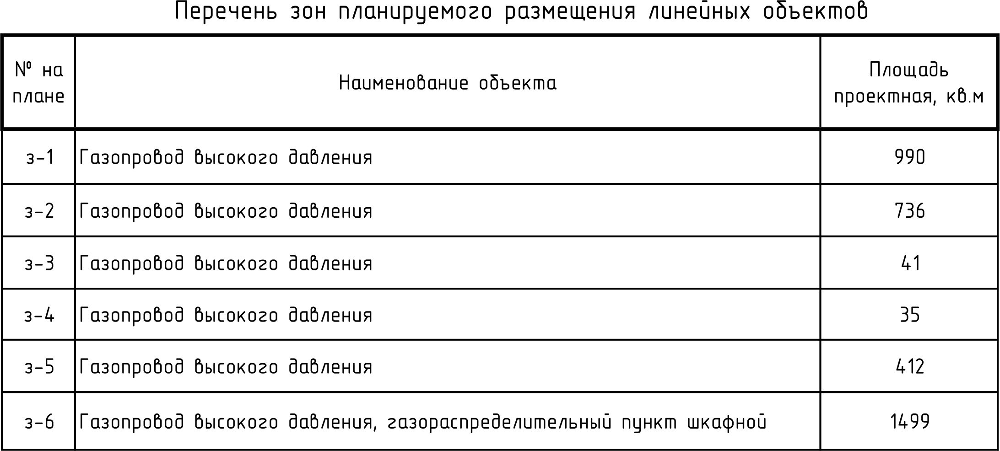 Перечень зон планируемого размещения линейных объектов
№ на
плане
Наименование объекта
Площадь
проектная, кв.м
з-1 Газопровод высокого давления 990
з-2 Газопровод высокого давления 736
з-3 Газопровод высокого давления 41
з-4 Газопровод высокого давления 35
з-5 Газопровод высокого давления 412
з-6 Газопровод высокого давления, газораспределительный пункт шкафной 1499